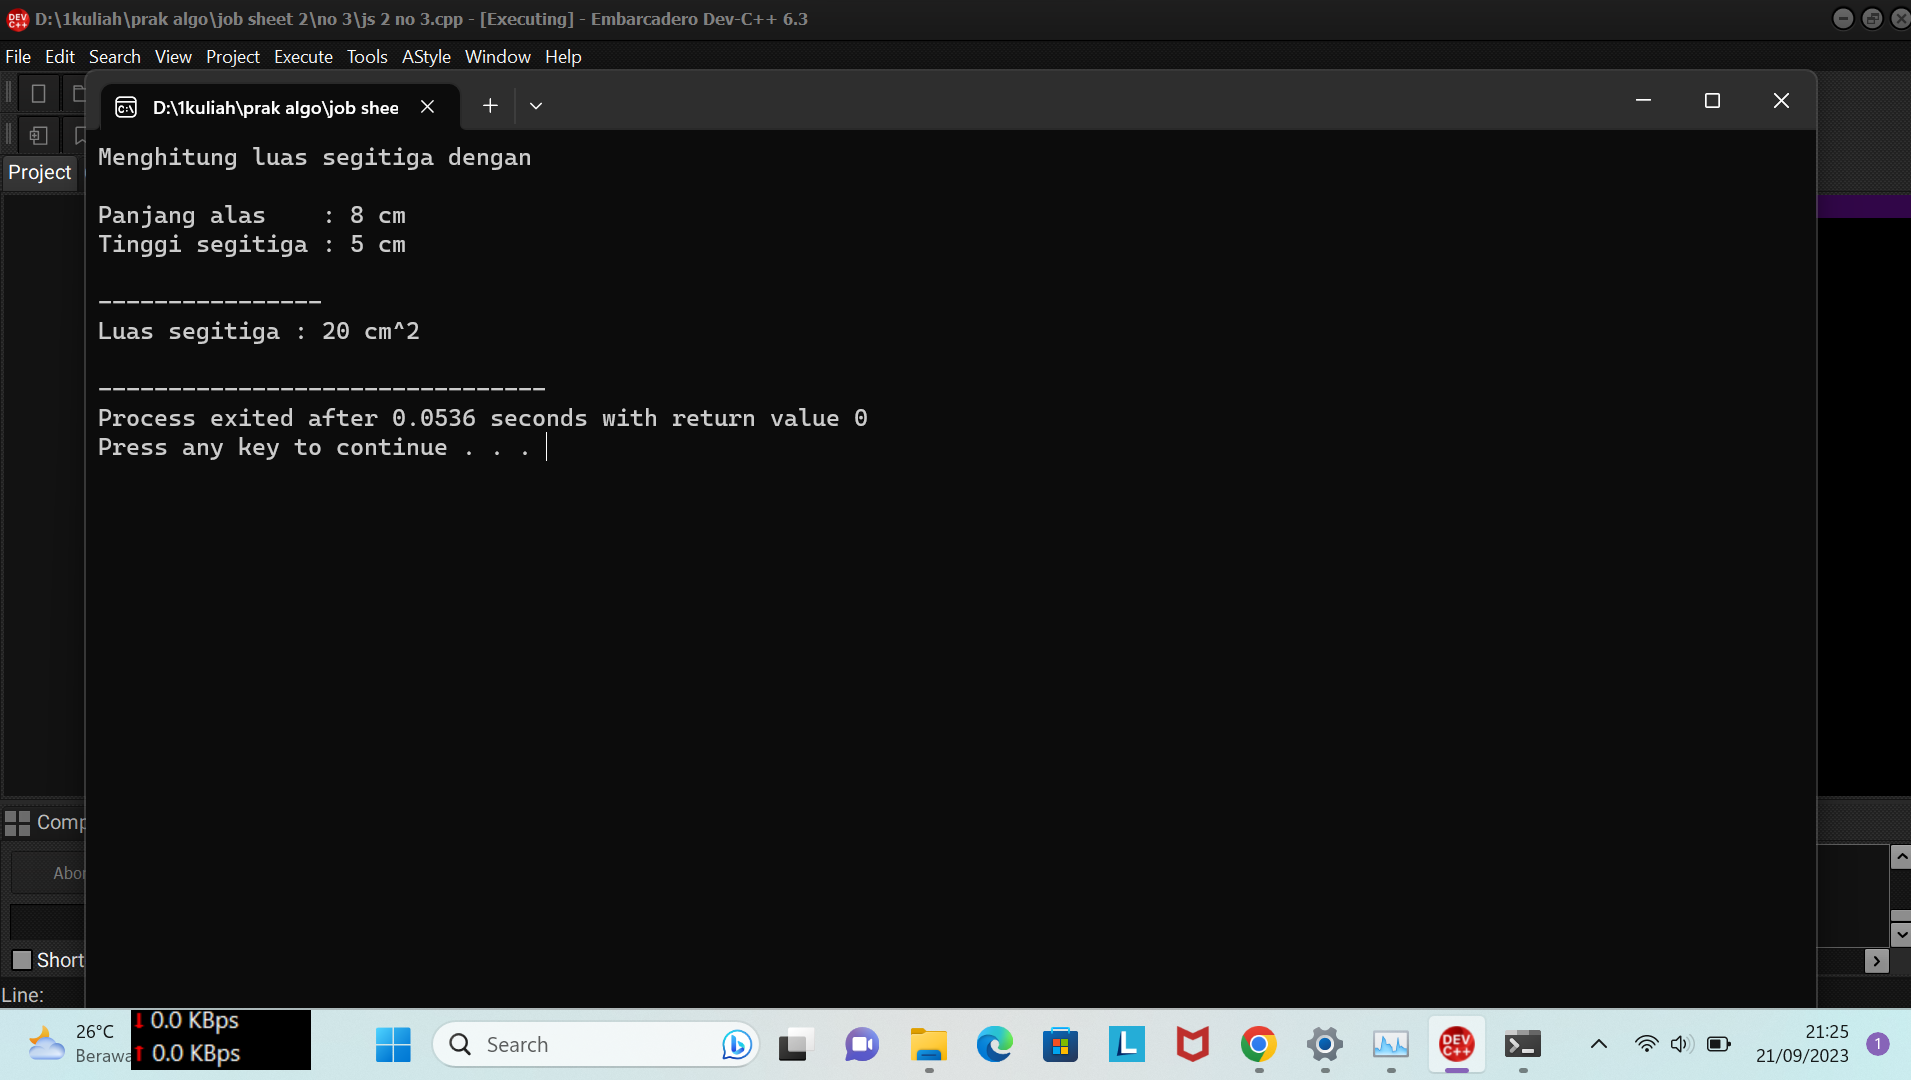 D:\1kuliah\prak algo\job sheet 2\no 3\js 2 no 3.cpp - [Executing] - Embarcadero Dev-C++ 6.3
File Edit Search View Project Execute Tools AStyle Window Help
D:\1kuliah\prak algo\job shee
Project
Menghitung luas segitiga dengan
Panjang alas    : 8 cm
Tinggi segitiga : 5 cm
----------------
Luas segitiga : 20 cm^2
--------------------------------
Process exited after 0.0536 seconds with return value 0
Press any key to continue . . .
Comp
Abor
Short
Line:
26°C
Berawa
0.0 KBps
0.0 KBps
Search
DEV C++
21:25
21/09/2023
1